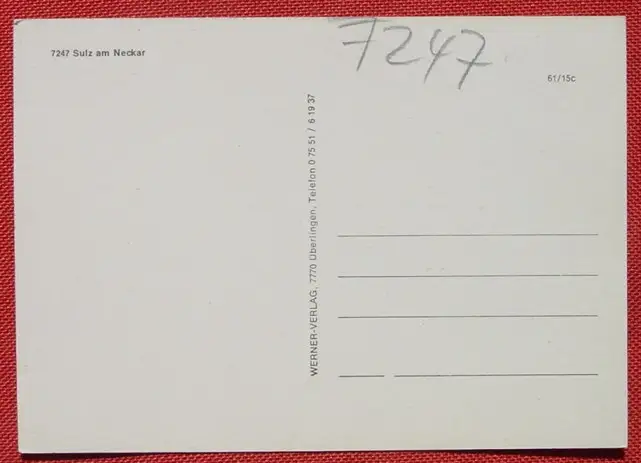 7247 Sulz am Neckar
7247
61/15c
WERNER-VERLAG, 7770 Überlingen, Telefon 0 75 51 / 6 19 37